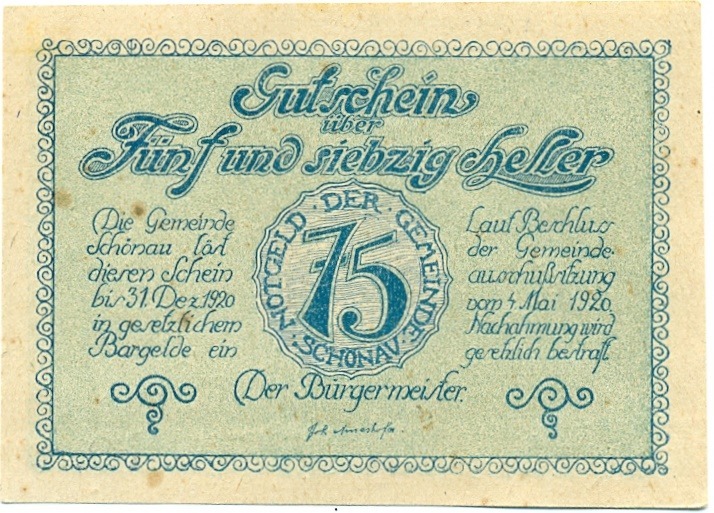 Gutschein
über
Fünf und siebzig Heller
Die Gemeinde
Schönau löst
diesen Schein
bis 31. Dez 1920
in gesetzlichem
Bargelde ein
NOTGELD · DER · GEMEINDE · SCHÖNAU ·
75
Laut Beschluss
der Gemeinde-
ausschußsitzung
vom 4. Mai 1920
Nachahmung wird
gesetzlich bestraft.
Der Bürgermeister.
Joh.